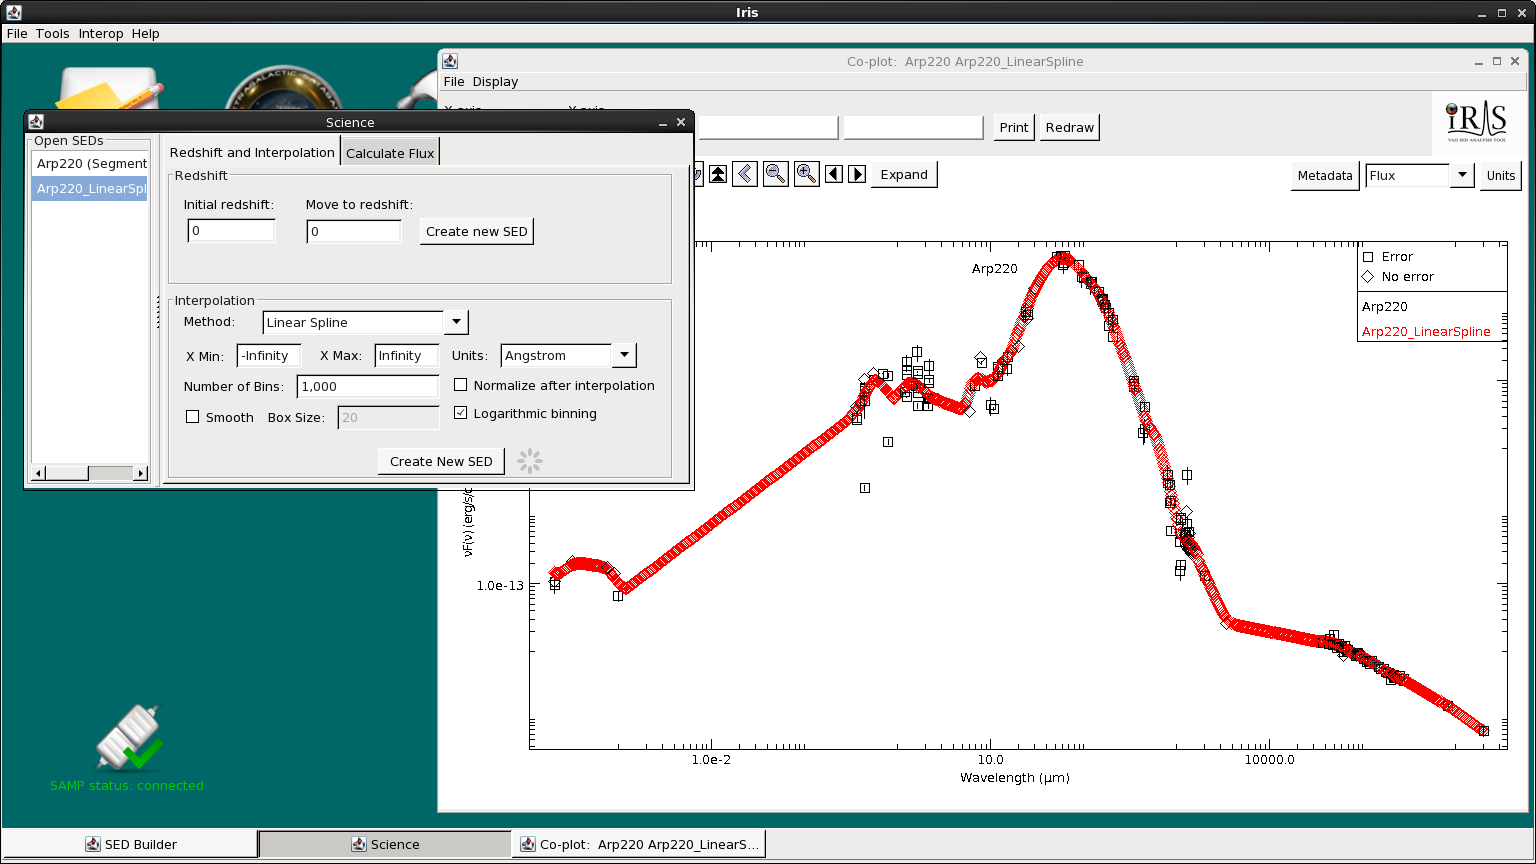 Iris
File Tools Interop Help
Co-plot: Arp220 Arp220_LinearSpline
File Display
Print
Redraw
IRIS
VAO SED ANALYSIS TOOL
Expand
Metadata
Flux
Units
Science
Open SEDs
Arp220 (Segment
Arp220_LinearSpl
Redshift and Interpolation
Calculate Flux
Redshift
Initial redshift:
Move to redshift:
0
0
Create new SED
Interpolation
Method:
Linear Spline
X Min:
-Infinity
X Max:
Infinity
Units:
Angstrom
Number of Bins:
1,000
Normalize after interpolation
Smooth
Box Size:
20
Logarithmic binning
Create New SED
Arp220
Error
No error
Arp220
Arp220_LinearSpline
νF(ν) (erg/s/c
1.0e-13
1.0e-2
10.0
10000.0
Wavelength (μm)
SAMP status: connected
SED Builder
Science
Co-plot: Arp220 Arp220_LinearS...